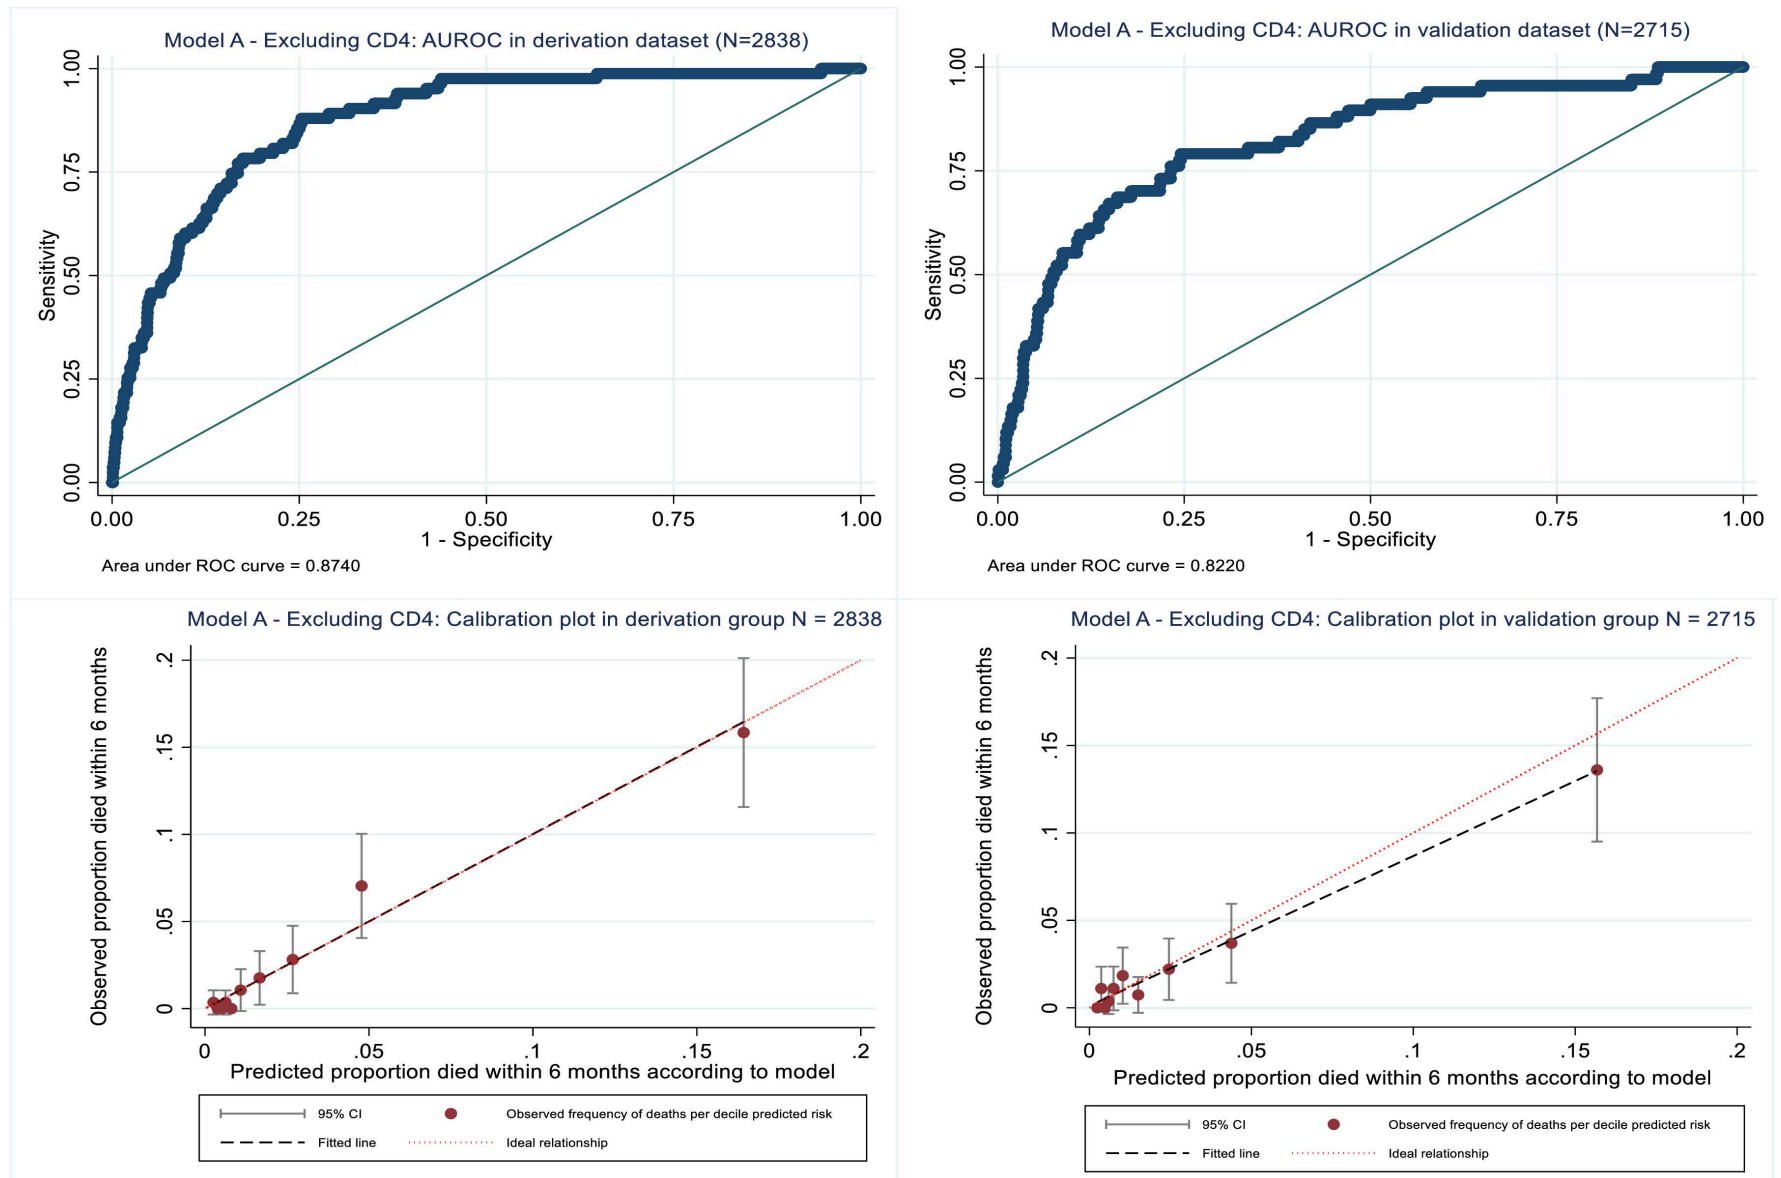 Model A - Excluding CD4: AUROC in derivation dataset (N=2838)
1.00
0.75
0.50
0.25
0.00
Sensitivity
0.00 0.25 0.50 0.75 1.00
1 - Specificity
Area under ROC curve = 0.8740
Model A - Excluding CD4: AUROC in validation dataset (N=2715)
1.00
0.75
0.50
0.25
0.00
Sensitivity
0.00 0.25 0.50 0.75 1.00
1 - Specificity
Area under ROC curve = 0.8220
Model A - Excluding CD4: Calibration plot in derivation group N = 2838
.2
.15
.1
.05
0
Observed proportion died within 6 months
0 .05 .1 .15 .2
Predicted proportion died within 6 months according to model
95% CI Observed frequency of deaths per decile predicted risk
Fitted line Ideal relationship
Model A - Excluding CD4: Calibration plot in validation group N = 2715
.2
.15
.1
.05
0
Observed proportion died within 6 months
0 .05 .1 .15 .2
Predicted proportion died within 6 months according to model
95% CI Observed frequency of deaths per decile predicted risk
Fitted line Ideal relationship